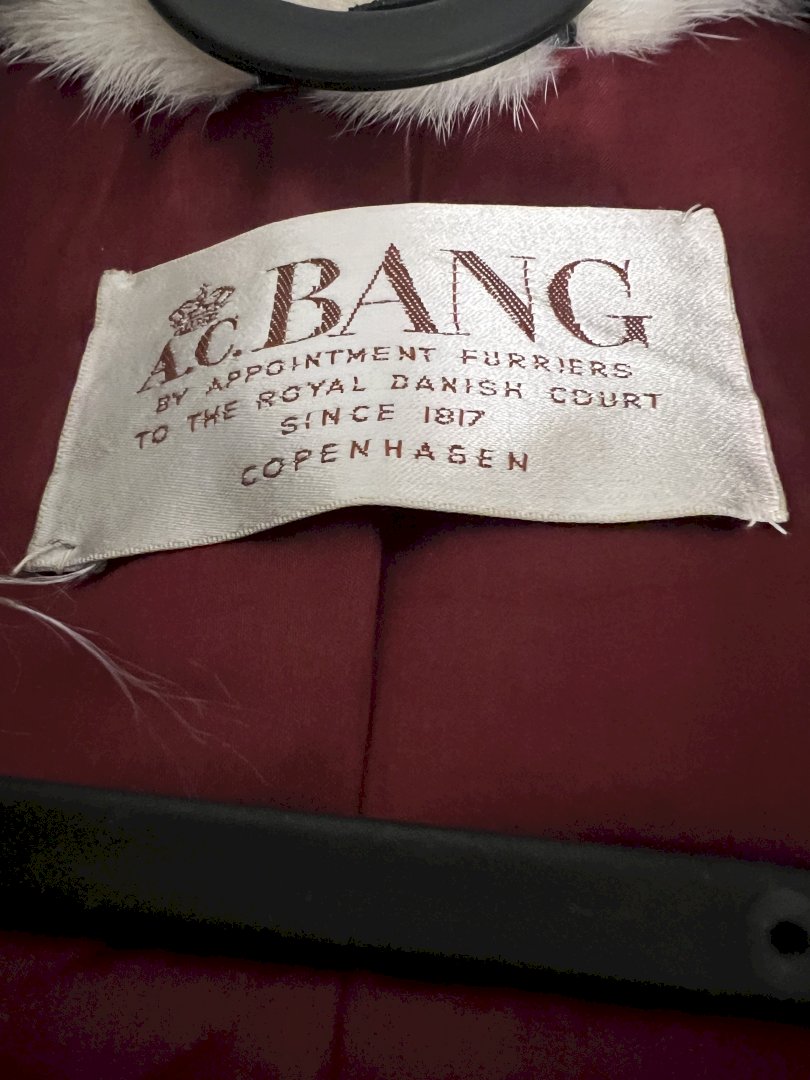 A.C. BANG
BY APPOINTMENT FURRIERS
TO THE ROYAL DANISH COURT
SINCE 1817
COPENHAGEN